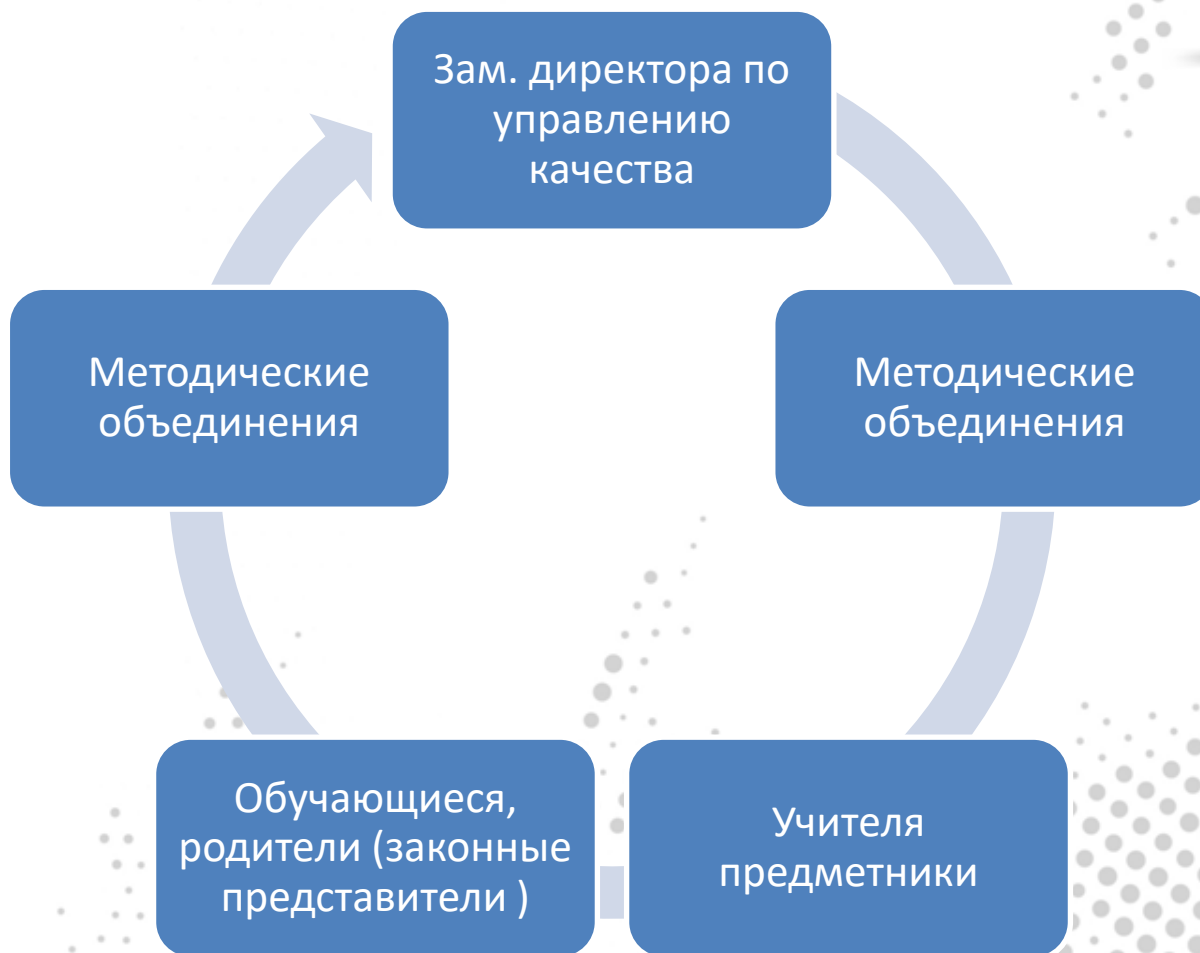 Зам. директора по
управлению
качества
Методические
объединения
Методические
объединения
Обучающиеся,
родители (законные
представители )
Учителя
предметники